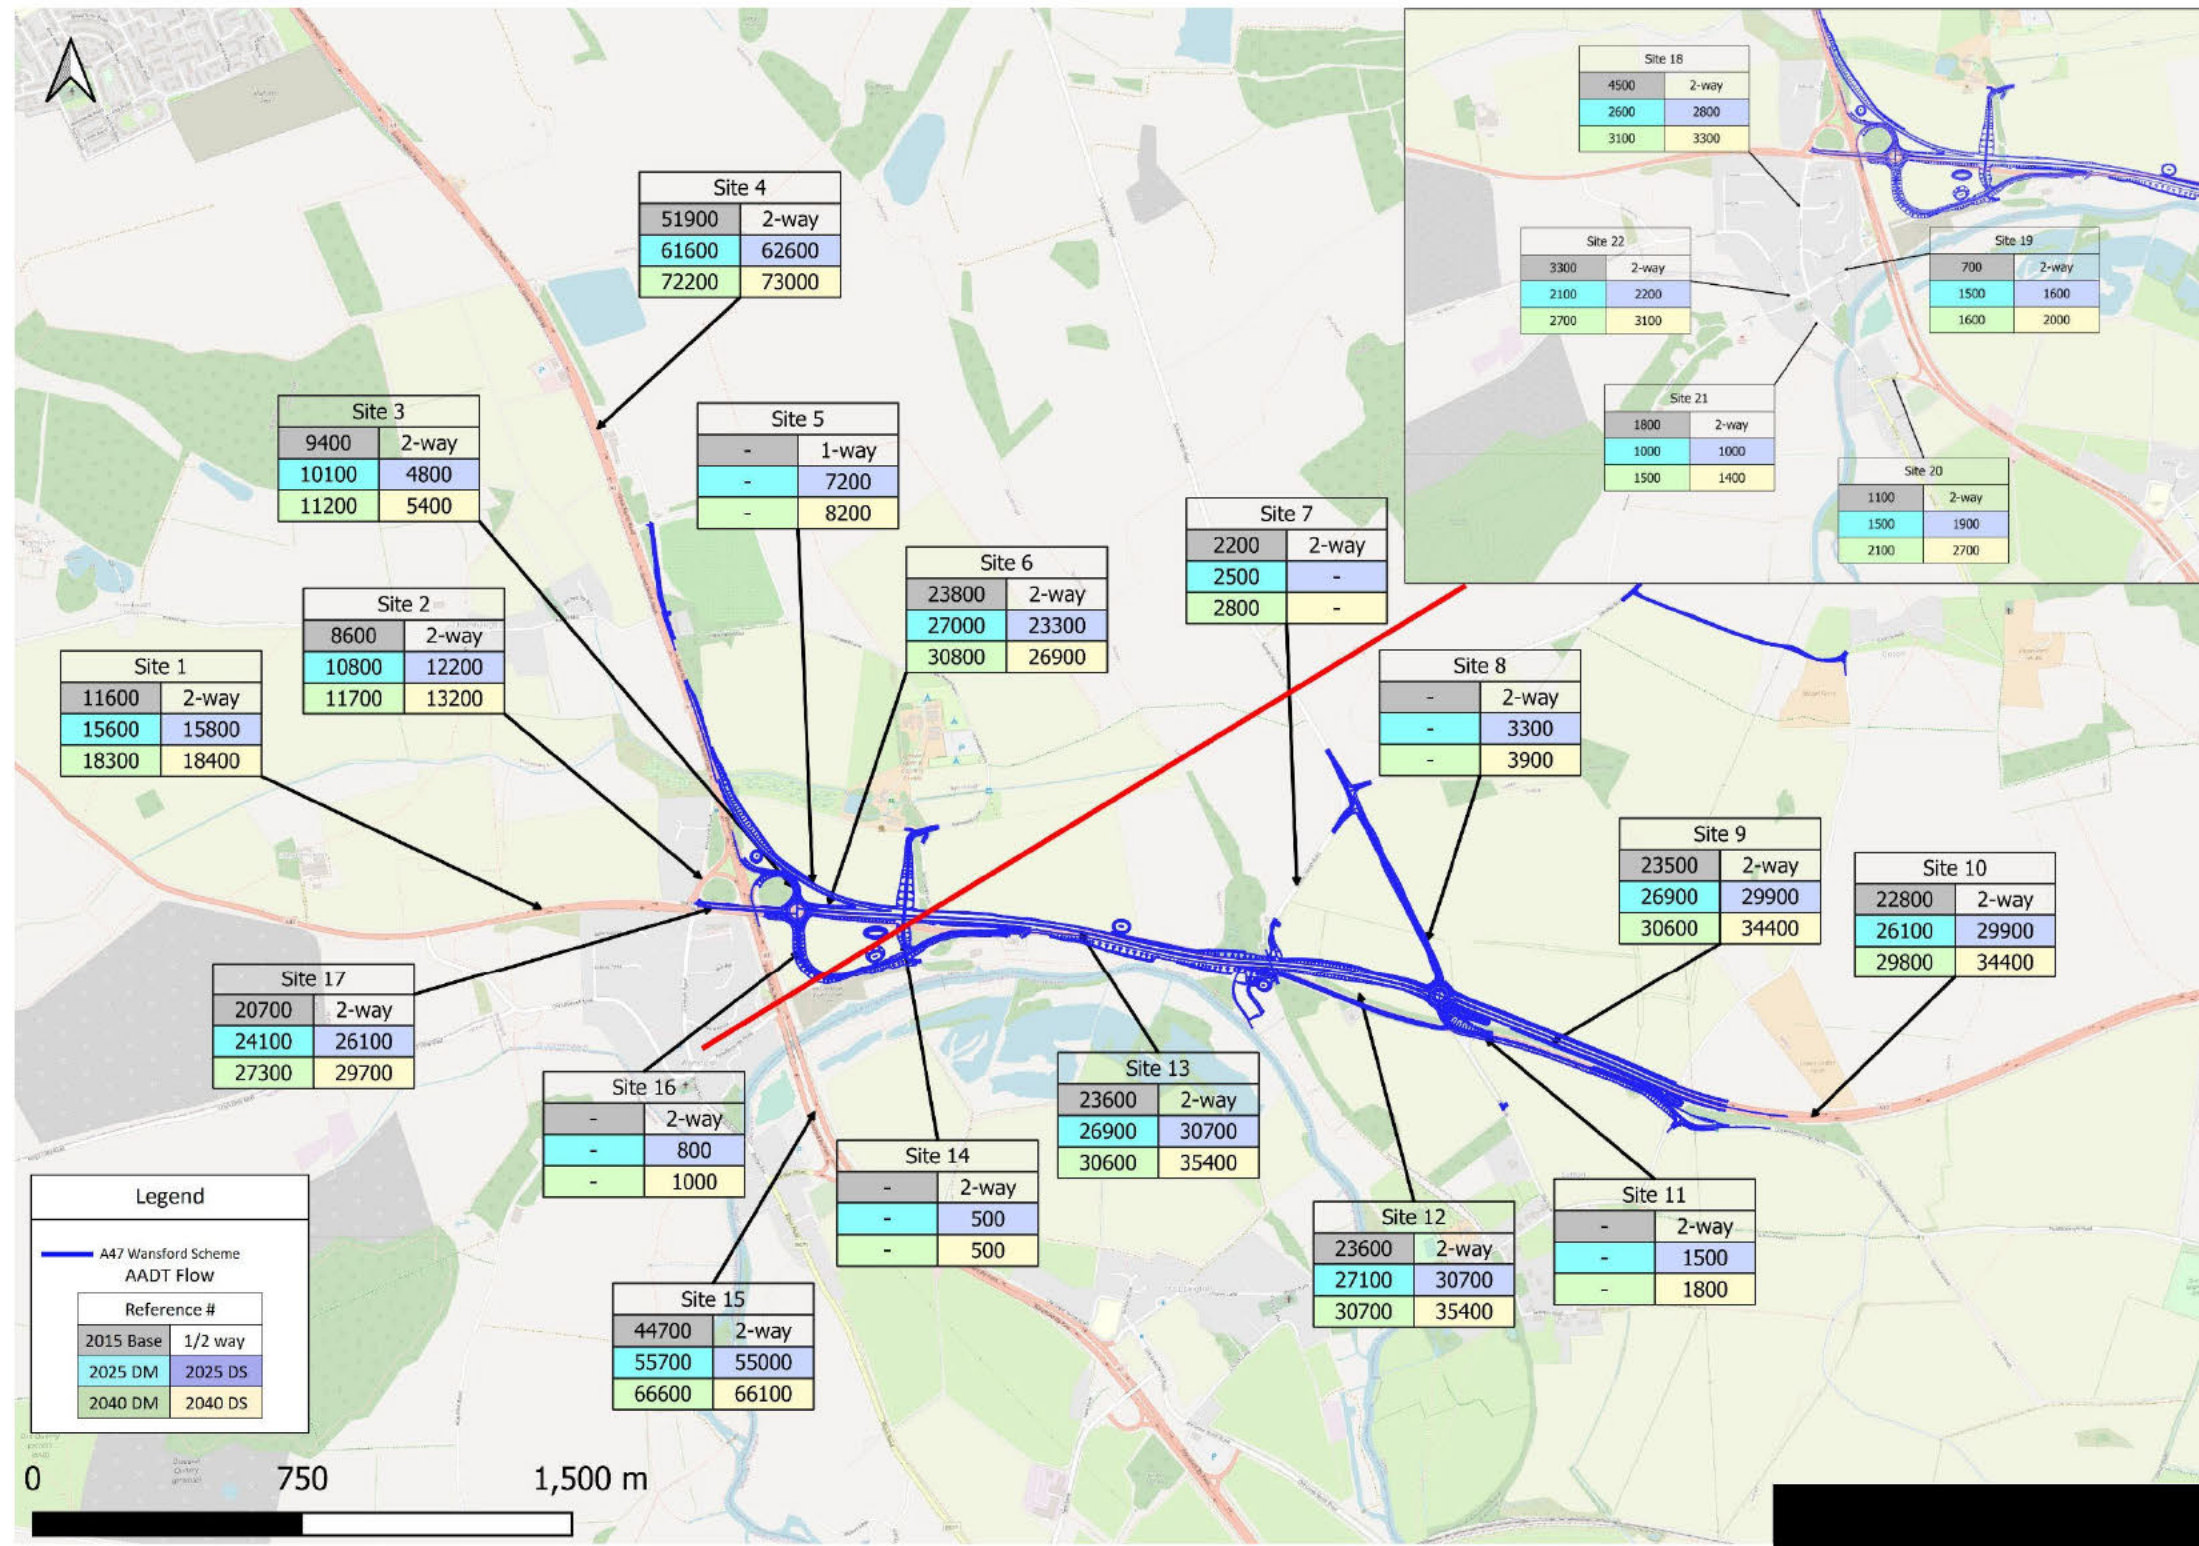 Site 18
4500 2-way
2600 2800
3100 3300
Site 22
3300 2-way
2100 2200
2700 3100
Site 19
700 2-way
1500 1600
1600 2000
Site 21
1800 2-way
1000 1000
1500 1400
Site 20
1100 2-way
1500 1900
2100 2700
Site 4
51900 2-way
61600 62600
72200 73000
Site 3
9400 2-way
10100 4800
11200 5400
Site 5
- 1-way
- 7200
- 8200
Site 7
2200 2-way
2500 -
2800 -
Site 6
23800 2-way
27000 23300
30800 26900
Site 2
8600 2-way
10800 12200
11700 13200
Site 1
11600 2-way
15600 15800
18300 18400
Site 8
- 2-way
- 3300
- 3900
Site 9
23500 2-way
26900 29900
30600 34400
Site 10
22800 2-way
26100 29900
29800 34400
Site 17
20700 2-way
24100 26100
27300 29700
Site 16
- 2-way
- 800
- 1000
Site 13
23600 2-way
26900 30700
30600 35400
Site 14
- 2-way
- 500
- 500
Site 12
23600 2-way
27100 30700
30700 35400
Site 11
- 2-way
- 1500
- 1800
Site 15
44700 2-way
55700 55000
66600 66100
Legend
A47 Wansford Scheme
AADT Flow
Reference #
2015 Base 1/2 way
2025 DM 2025 DS
2040 DM 2040 DS
0 750 1,500 m